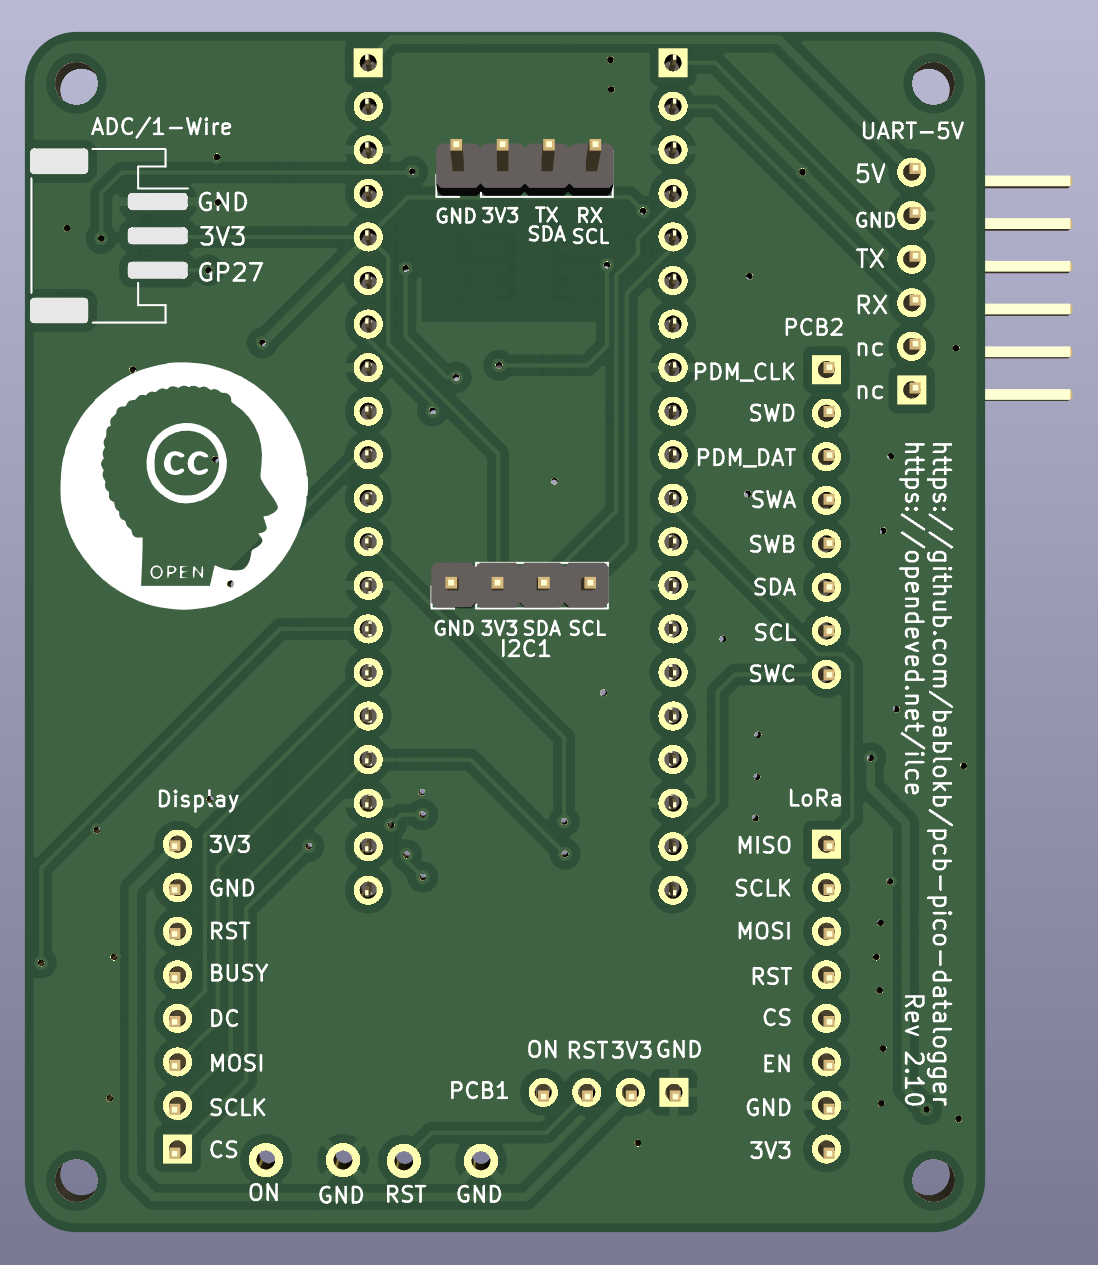 ADC/1-Wire
GND
3V3
GP27
GND 3V3 TX RX
SDA SCL
UART-5V
5V
GND
TX
RX
nc
nc
PCB2
PDM_CLK
SWD
PDM_DAT
SWA
SWB
SDA
SCL
SWC
CC
OPEN
GND 3V3 SDA SCL
I2C1
https://github.com/bablokb/pcb-pico-datalogger
https://opendeved.net/ilce
Rev 2.10
Display
3V3
GND
RST
BUSY
DC
MOSI
SCLK
CS
LoRa
MISO
SCLK
MOSI
RST
CS
EN
GND
3V3
ON RST 3V3 GND
PCB1
ON GND RST GND